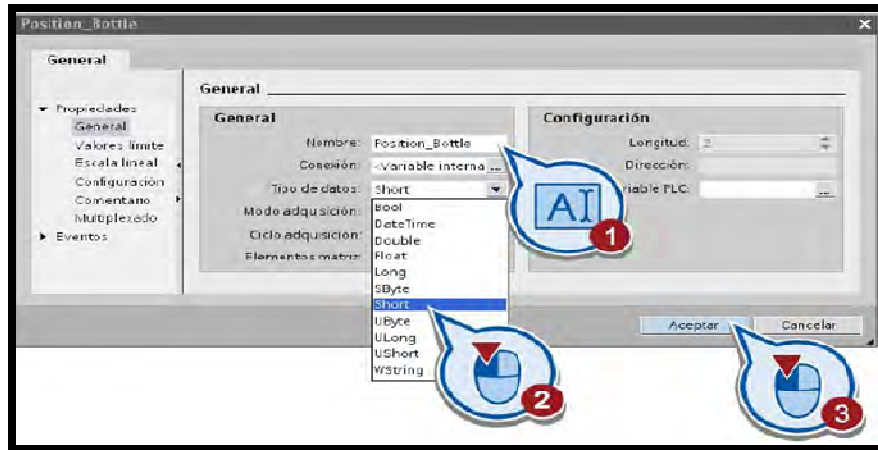 Position_Bottle
General
Propiedades
General
Valores límite
Escala lineal
Configuración
Comentario
Multiplexado
Eventos
General
General
Nombre: Position_Bottle
Conexión: <Variable interna ...
Tipo de datos: Short
Modo adquisición:
Ciclo adquisición:
Elementos matriz:
Bool
DateTime
Double
Float
Long
SByte
Short
UByte
ULong
UShort
WString
Configuración
Longitud: 2
Dirección:
riable PLC: ...
AI
1
2
Aceptar
Cancelar
3